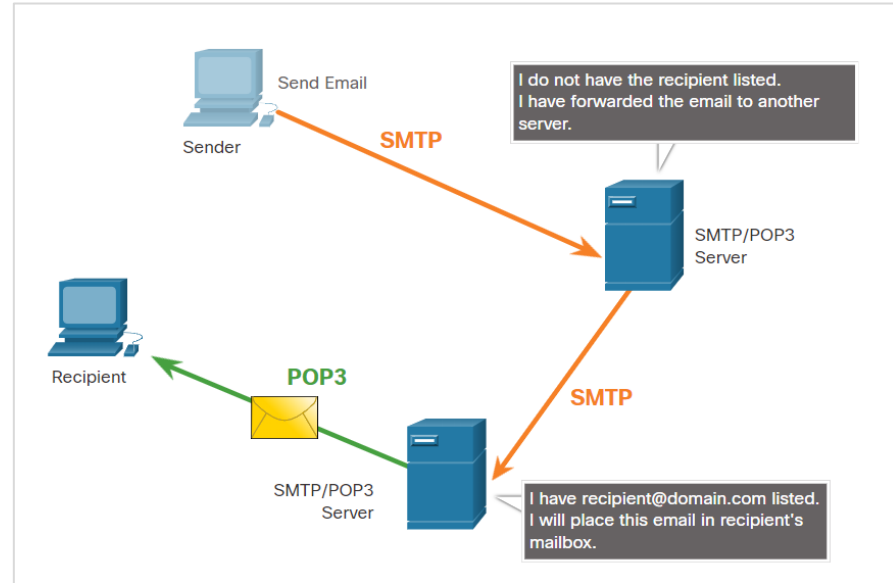 Send Email
Sender
SMTP
I do not have the recipient listed.
I have forwarded the email to another
server.
SMTP/POP3
Server
Recipient
POP3
SMTP
SMTP/POP3
Server
I have recipient@domain.com listed.
I will place this email in recipient's
mailbox.